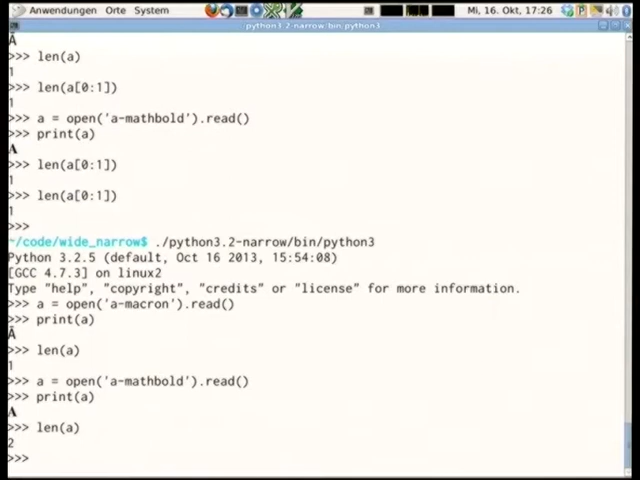 Anwendungen Orte System
Mi, 16. Okt, 17:26
python3.2-narrow/bin/python3
Ā
>>> len(a)
1
>>> len(a[0:1])
1
>>> a = open('a-mathbold').read()
>>> print(a)
𝐀
>>> len(a[0:1])
1
>>> len(a[0:1])
1
>>>
~/code/wide_narrow$ ./python3.2-narrow/bin/python3
Python 3.2.5 (default, Oct 16 2013, 15:54:08)
[GCC 4.7.3] on linux2
Type "help", "copyright", "credits" or "license" for more information.
>>> a = open('a-macron').read()
>>> print(a)
Ā
>>> len(a)
1
>>> a = open('a-mathbold').read()
>>> print(a)
𝐀
>>> len(a)
2
>>>